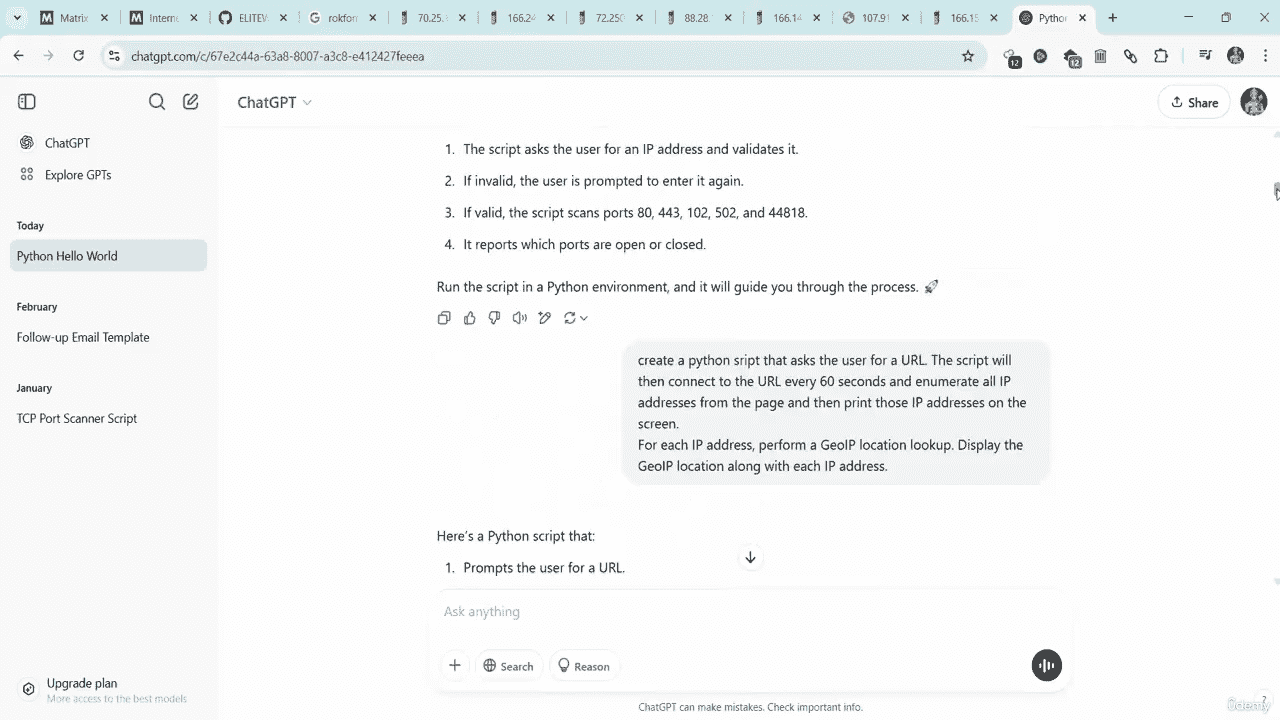 Matrix
Interne
ELITEW
rokfor
70.25.
166.24
72.250
88.28.
166.14
107.91
166.15
Pythor
chatgpt.com/c/67e2c44a-63a8-8007-a3c8-e412427feeea
12
12
ChatGPT
Share
ChatGPT
Explore GPTs
Today
Python Hello World
February
Follow-up Email Template
January
TCP Port Scanner Script
Upgrade plan
More access to the best models
1. The script asks the user for an IP address and validates it.
2. If invalid, the user is prompted to enter it again.
3. If valid, the script scans ports 80, 443, 102, 502, and 44818.
4. It reports which ports are open or closed.
Run the script in a Python environment, and it will guide you through the process. 🚀
create a python sript that asks the user for a URL. The script will
then connect to the URL every 60 seconds and enumerate all IP
addresses from the page and then print those IP addresses on the
screen.
For each IP address, perform a GeoIP location lookup. Display the
GeoIP location along with each IP address.
Here's a Python script that:
1. Prompts the user for a URL.
Ask anything
Search
Reason
ChatGPT can make mistakes. Check important info.
?
Udemy